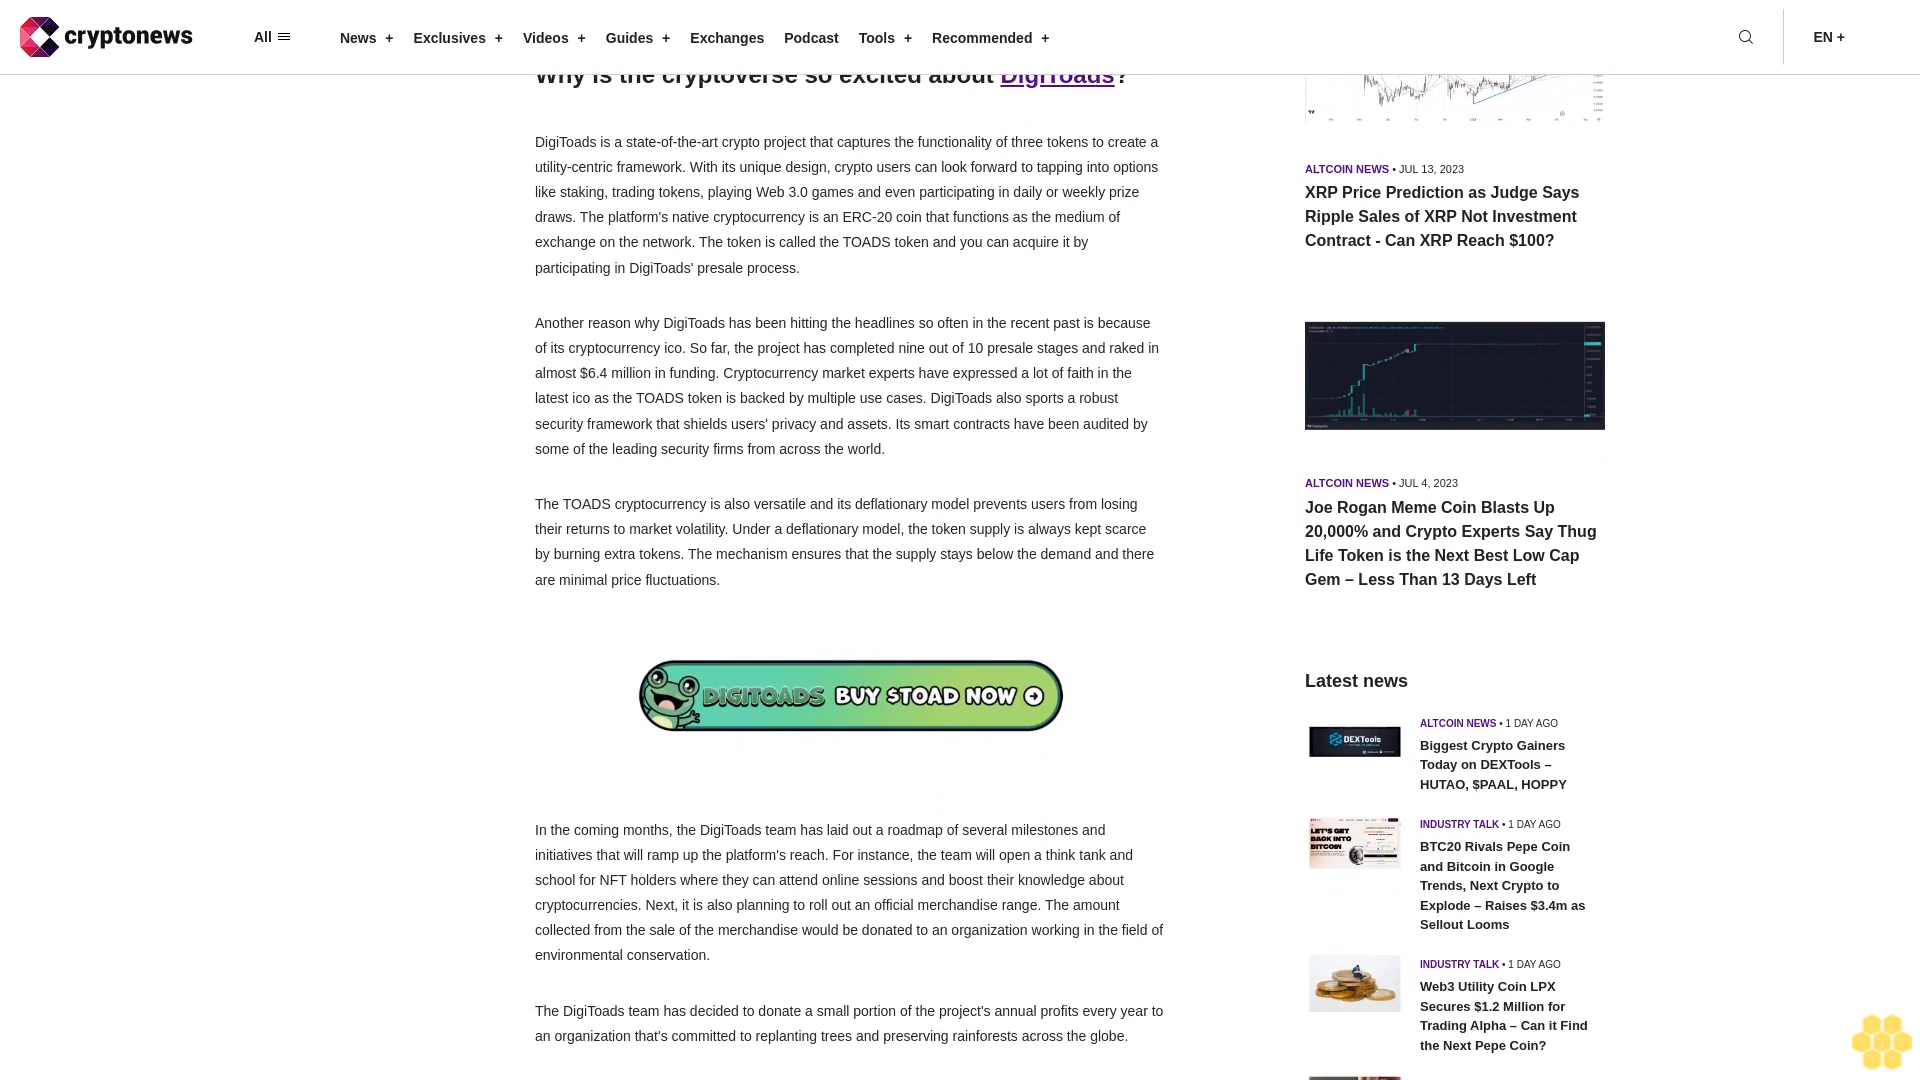 cryptonews
All
News +
Exclusives +
Videos +
Guides +
Exchanges
Podcast
Tools +
Recommended +
EN +
Why is the cryptoverse so excited about DigiToads?
DigiToads is a state-of-the-art crypto project that captures the functionality of three tokens to create a
utility-centric framework. With its unique design, crypto users can look forward to tapping into options
like staking, trading tokens, playing Web 3.0 games and even participating in daily or weekly prize
draws. The platform's native cryptocurrency is an ERC-20 coin that functions as the medium of
exchange on the network. The token is called the TOADS token and you can acquire it by
participating in DigiToads' presale process.
Another reason why DigiToads has been hitting the headlines so often in the recent past is because
of its cryptocurrency ico. So far, the project has completed nine out of 10 presale stages and raked in
almost $6.4 million in funding. Cryptocurrency market experts have expressed a lot of faith in the
latest ico as the TOADS token is backed by multiple use cases. DigiToads also sports a robust
security framework that shields users' privacy and assets. Its smart contracts have been audited by
some of the leading security firms from across the world.
The TOADS cryptocurrency is also versatile and its deflationary model prevents users from losing
their returns to market volatility. Under a deflationary model, the token supply is always kept scarce
by burning extra tokens. The mechanism ensures that the supply stays below the demand and there
are minimal price fluctuations.
DIGITOADS BUY $TOAD NOW
In the coming months, the DigiToads team has laid out a roadmap of several milestones and
initiatives that will ramp up the platform's reach. For instance, the team will open a think tank and
school for NFT holders where they can attend online sessions and boost their knowledge about
cryptocurrencies. Next, it is also planning to roll out an official merchandise range. The amount
collected from the sale of the merchandise would be donated to an organization working in the field of
environmental conservation.
The DigiToads team has decided to donate a small portion of the project's annual profits every year to
an organization that's committed to replanting trees and preserving rainforests across the globe.
ALTCOIN NEWS • JUL 13, 2023
XRP Price Prediction as Judge Says
Ripple Sales of XRP Not Investment
Contract - Can XRP Reach $100?
ALTCOIN NEWS • JUL 4, 2023
Joe Rogan Meme Coin Blasts Up
20,000% and Crypto Experts Say Thug
Life Token is the Next Best Low Cap
Gem – Less Than 13 Days Left
Latest news
DEXTools
ALTCOIN NEWS • 1 DAY AGO
Biggest Crypto Gainers
Today on DEXTools –
HUTAO, $PAAL, HOPPY
LET'S GET
BACK INTO
BITCOIN
INDUSTRY TALK • 1 DAY AGO
BTC20 Rivals Pepe Coin
and Bitcoin in Google
Trends, Next Crypto to
Explode – Raises $3.4m as
Sellout Looms
INDUSTRY TALK • 1 DAY AGO
Web3 Utility Coin LPX
Secures $1.2 Million for
Trading Alpha – Can it Find
the Next Pepe Coin?